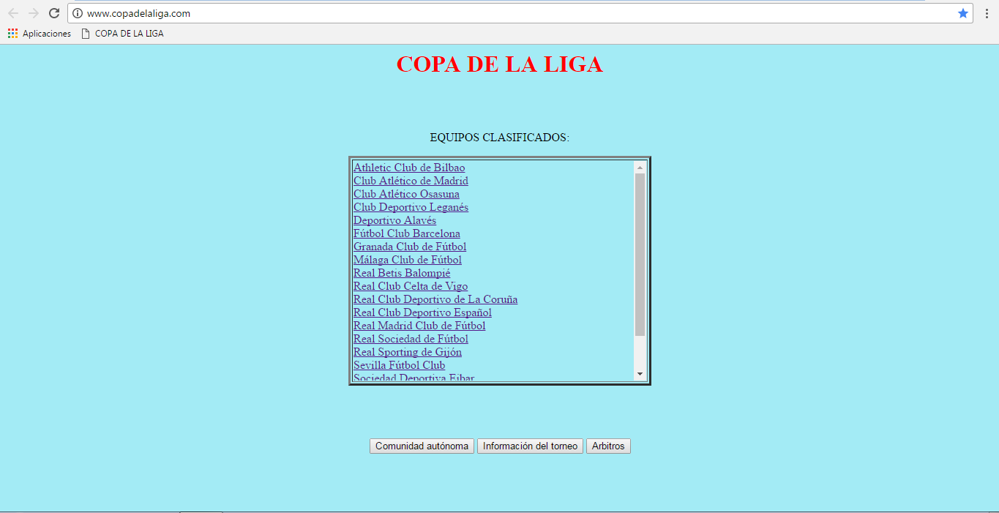 www.copadelaliga.com
Aplicaciones COPA DE LA LIGA
COPA DE LA LIGA
EQUIPOS CLASIFICADOS:
Athletic Club de Bilbao
Club Atlético de Madrid
Club Atlético Osasuna
Club Deportivo Leganés
Deportivo Alavés
Fútbol Club Barcelona
Granada Club de Fútbol
Málaga Club de Fútbol
Real Betis Balompié
Real Club Celta de Vigo
Real Club Deportivo de La Coruña
Real Club Deportivo Español
Real Madrid Club de Fútbol
Real Sociedad de Fútbol
Real Sporting de Gijón
Sevilla Fútbol Club
Sociedad Deportiva Eibar
Comunidad autónoma Información del torneo Arbitros